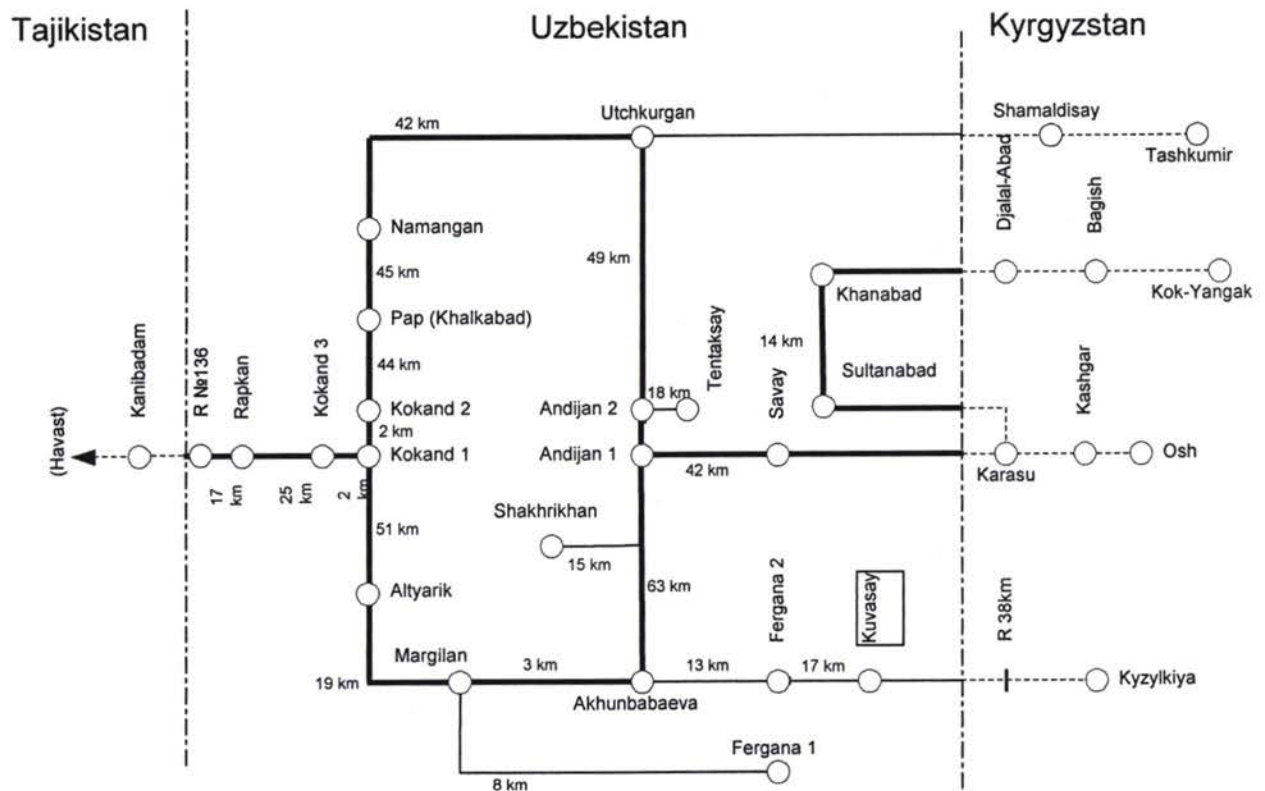 Tajikistan
Uzbekistan
Kyrgyzstan
42 km
Utchkurgan
Shamaldisay
Tashkumir
Djalal-Abad
Bagish
Namangan
45 km
49 km
Khanabad
Kok-Yangak
Pap (Khalkabad)
14 km
44 km
Tentaksay
Sultanabad
Kanibadam
R №136
Rapkan
Kokand 3
Kokand 2
Andijan 2
18 km
Savay
Kashgar
2 km
(Havast)
Kokand 1
Andijan 1
42 km
Karasu
Osh
17
km
25
km
2
km
51 km
Shakhrikhan
15 km
63 km
Altyarik
Fergana 2
Kuvasay
R 38km
Margilan
19 km
3 km
13 km
17 km
Kyzylkiya
Akhunbabaeva
Fergana 1
8 km